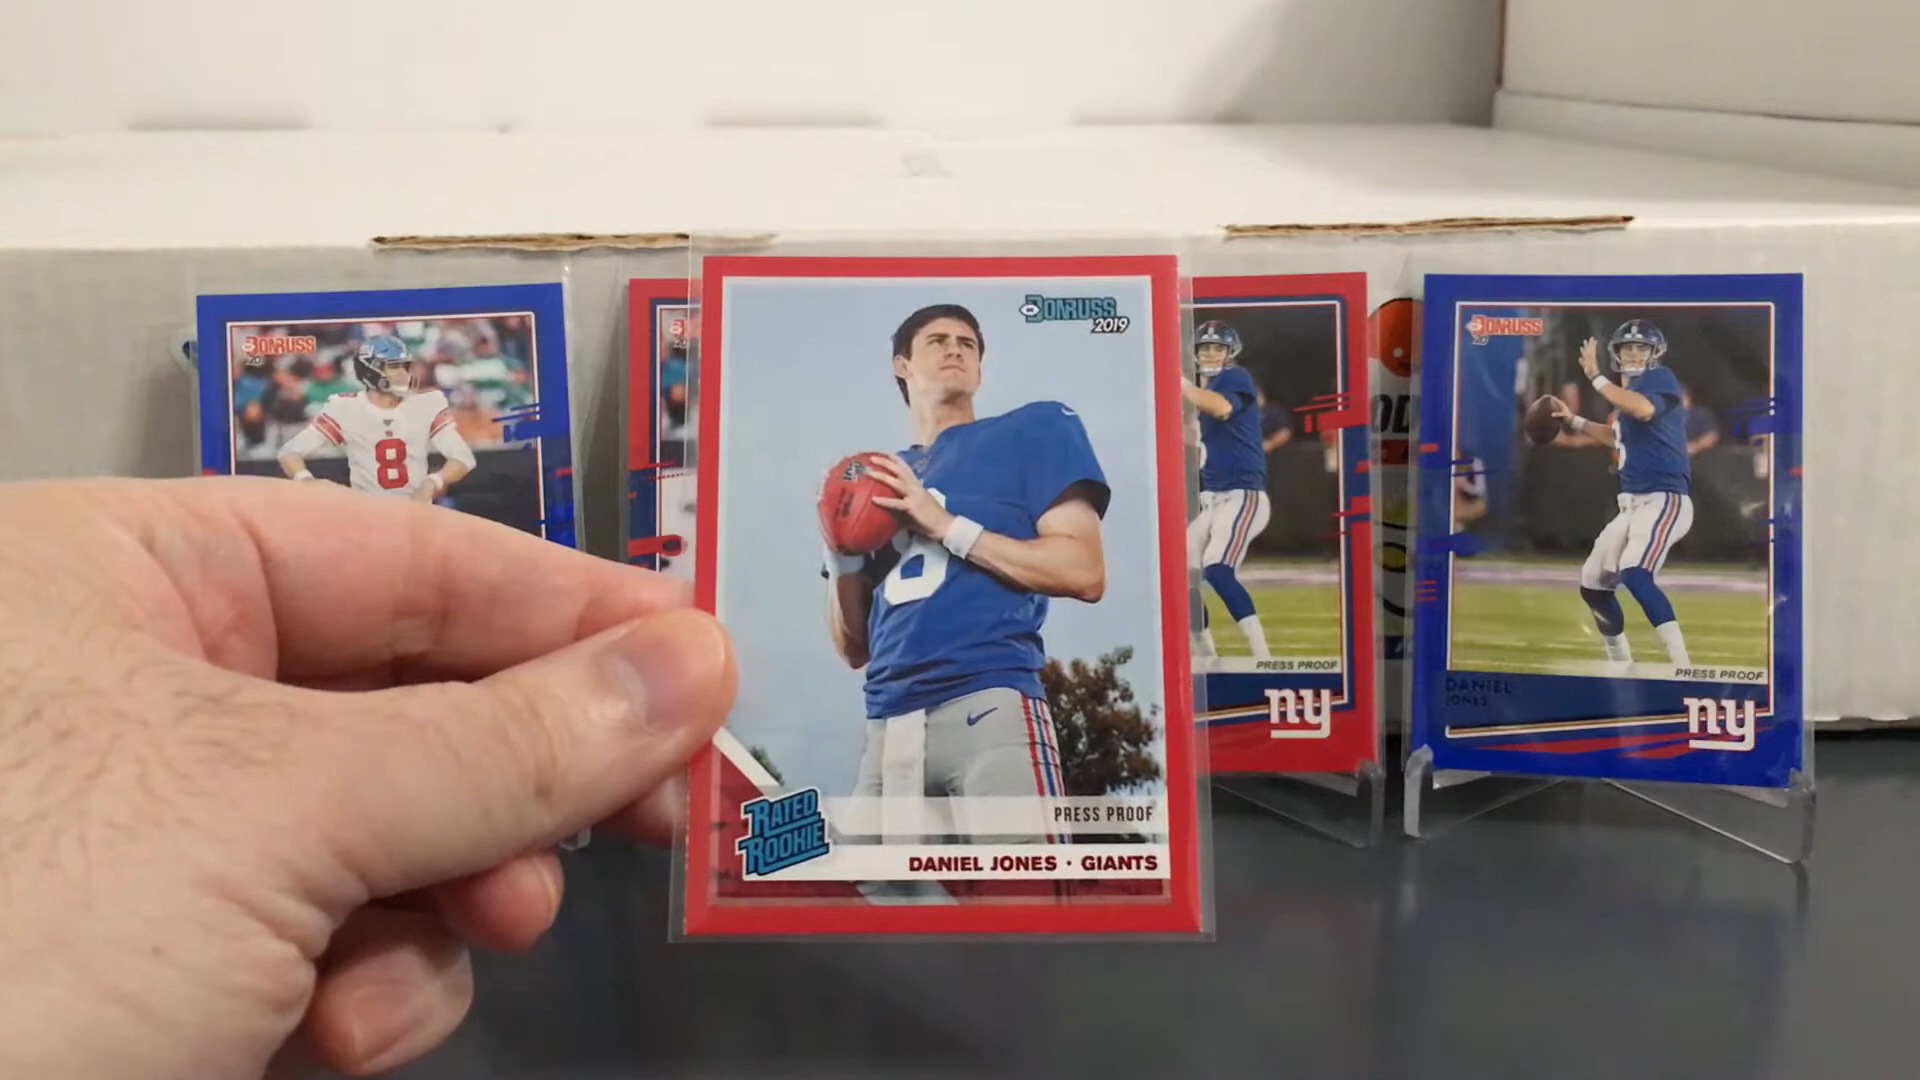 DONRUSS
8
DONRUSS
2019
8
RATED
ROOKIE
PRESS PROOF
DANIEL JONES · GIANTS
PRESS PROOF
ny
DONRUSS
PRESS PROOF
DANIEL
JONES
ny